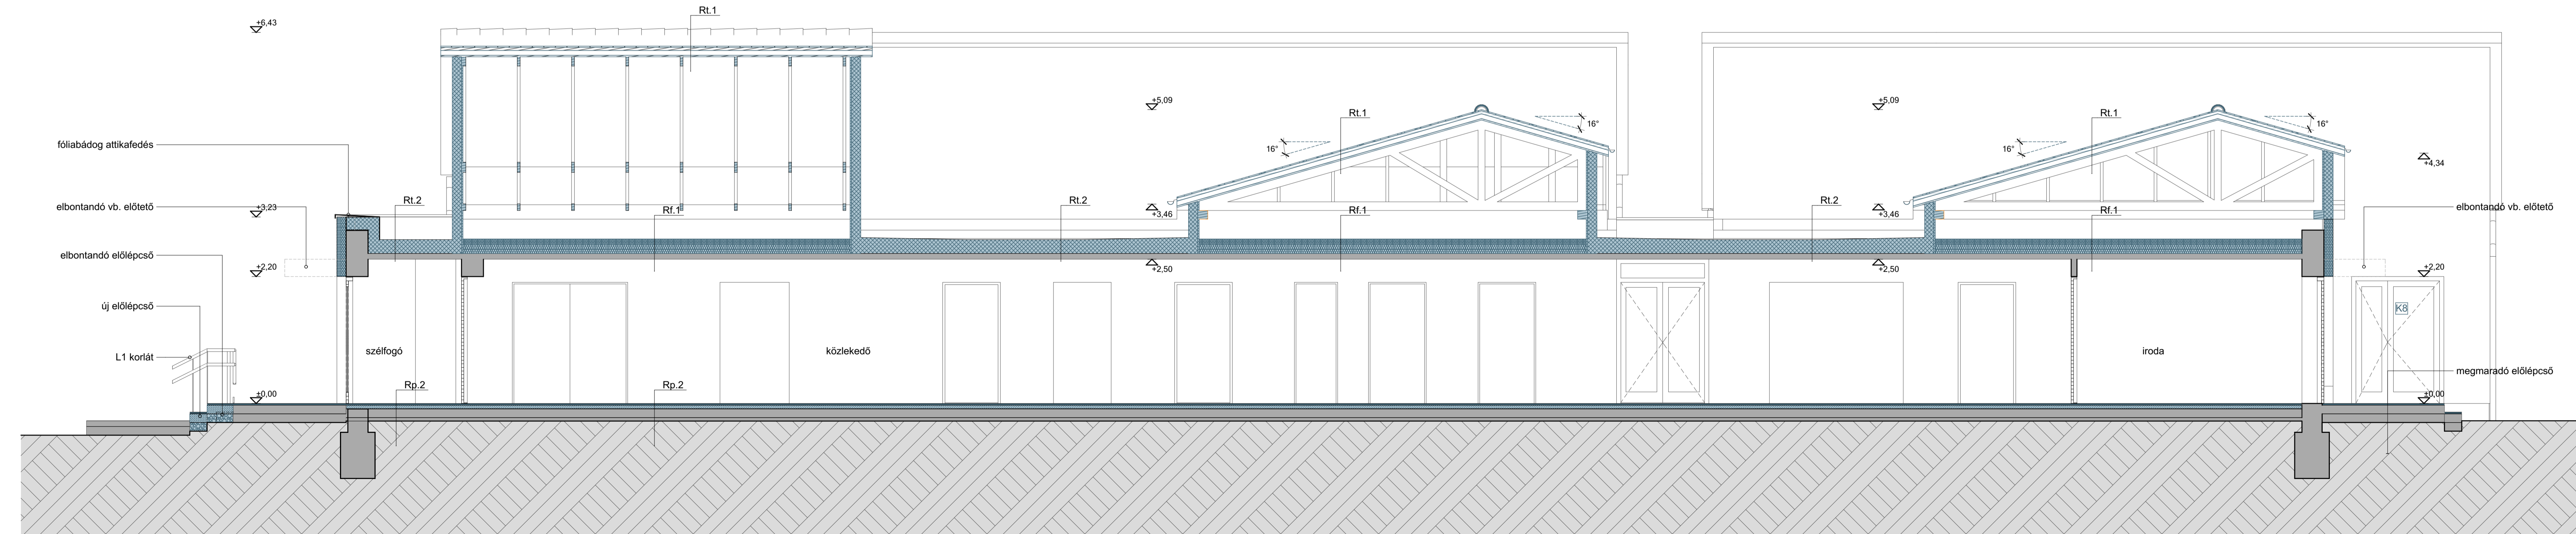 Rt.1
+6,43
+5,09
+5,09
Rt.1
Rt.1
16°
16°
fóliabádog attikafedés
16°
16°
+4,34
Rt.2
Rt.2
Rt.2
elbontandó vb. előtető
+3,23
Rf.1
+3,46
Rf.1
+3,46
Rf.1
elbontandó vb. előtető
elbontandó előlépcső
+2,20
+2,50
+2,50
+2,20
új előlépcső
K8
L1 korlát
szélfogó
közlekedő
iroda
megmaradó előlépcső
Rp.2
Rp.2
±0,00
±0,00